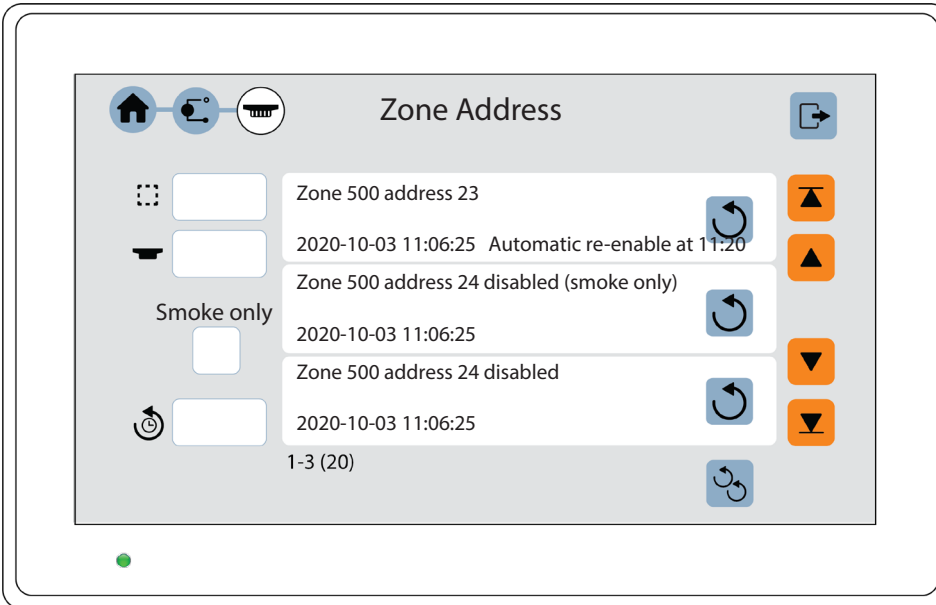 Zone Address
Zone 500 address 23
2020-10-03 11:06:25 Automatic re-enable at 11:20
Zone 500 address 24 disabled (smoke only)
Smoke only
2020-10-03 11:06:25
Zone 500 address 24 disabled
2020-10-03 11:06:25
1-3 (20)